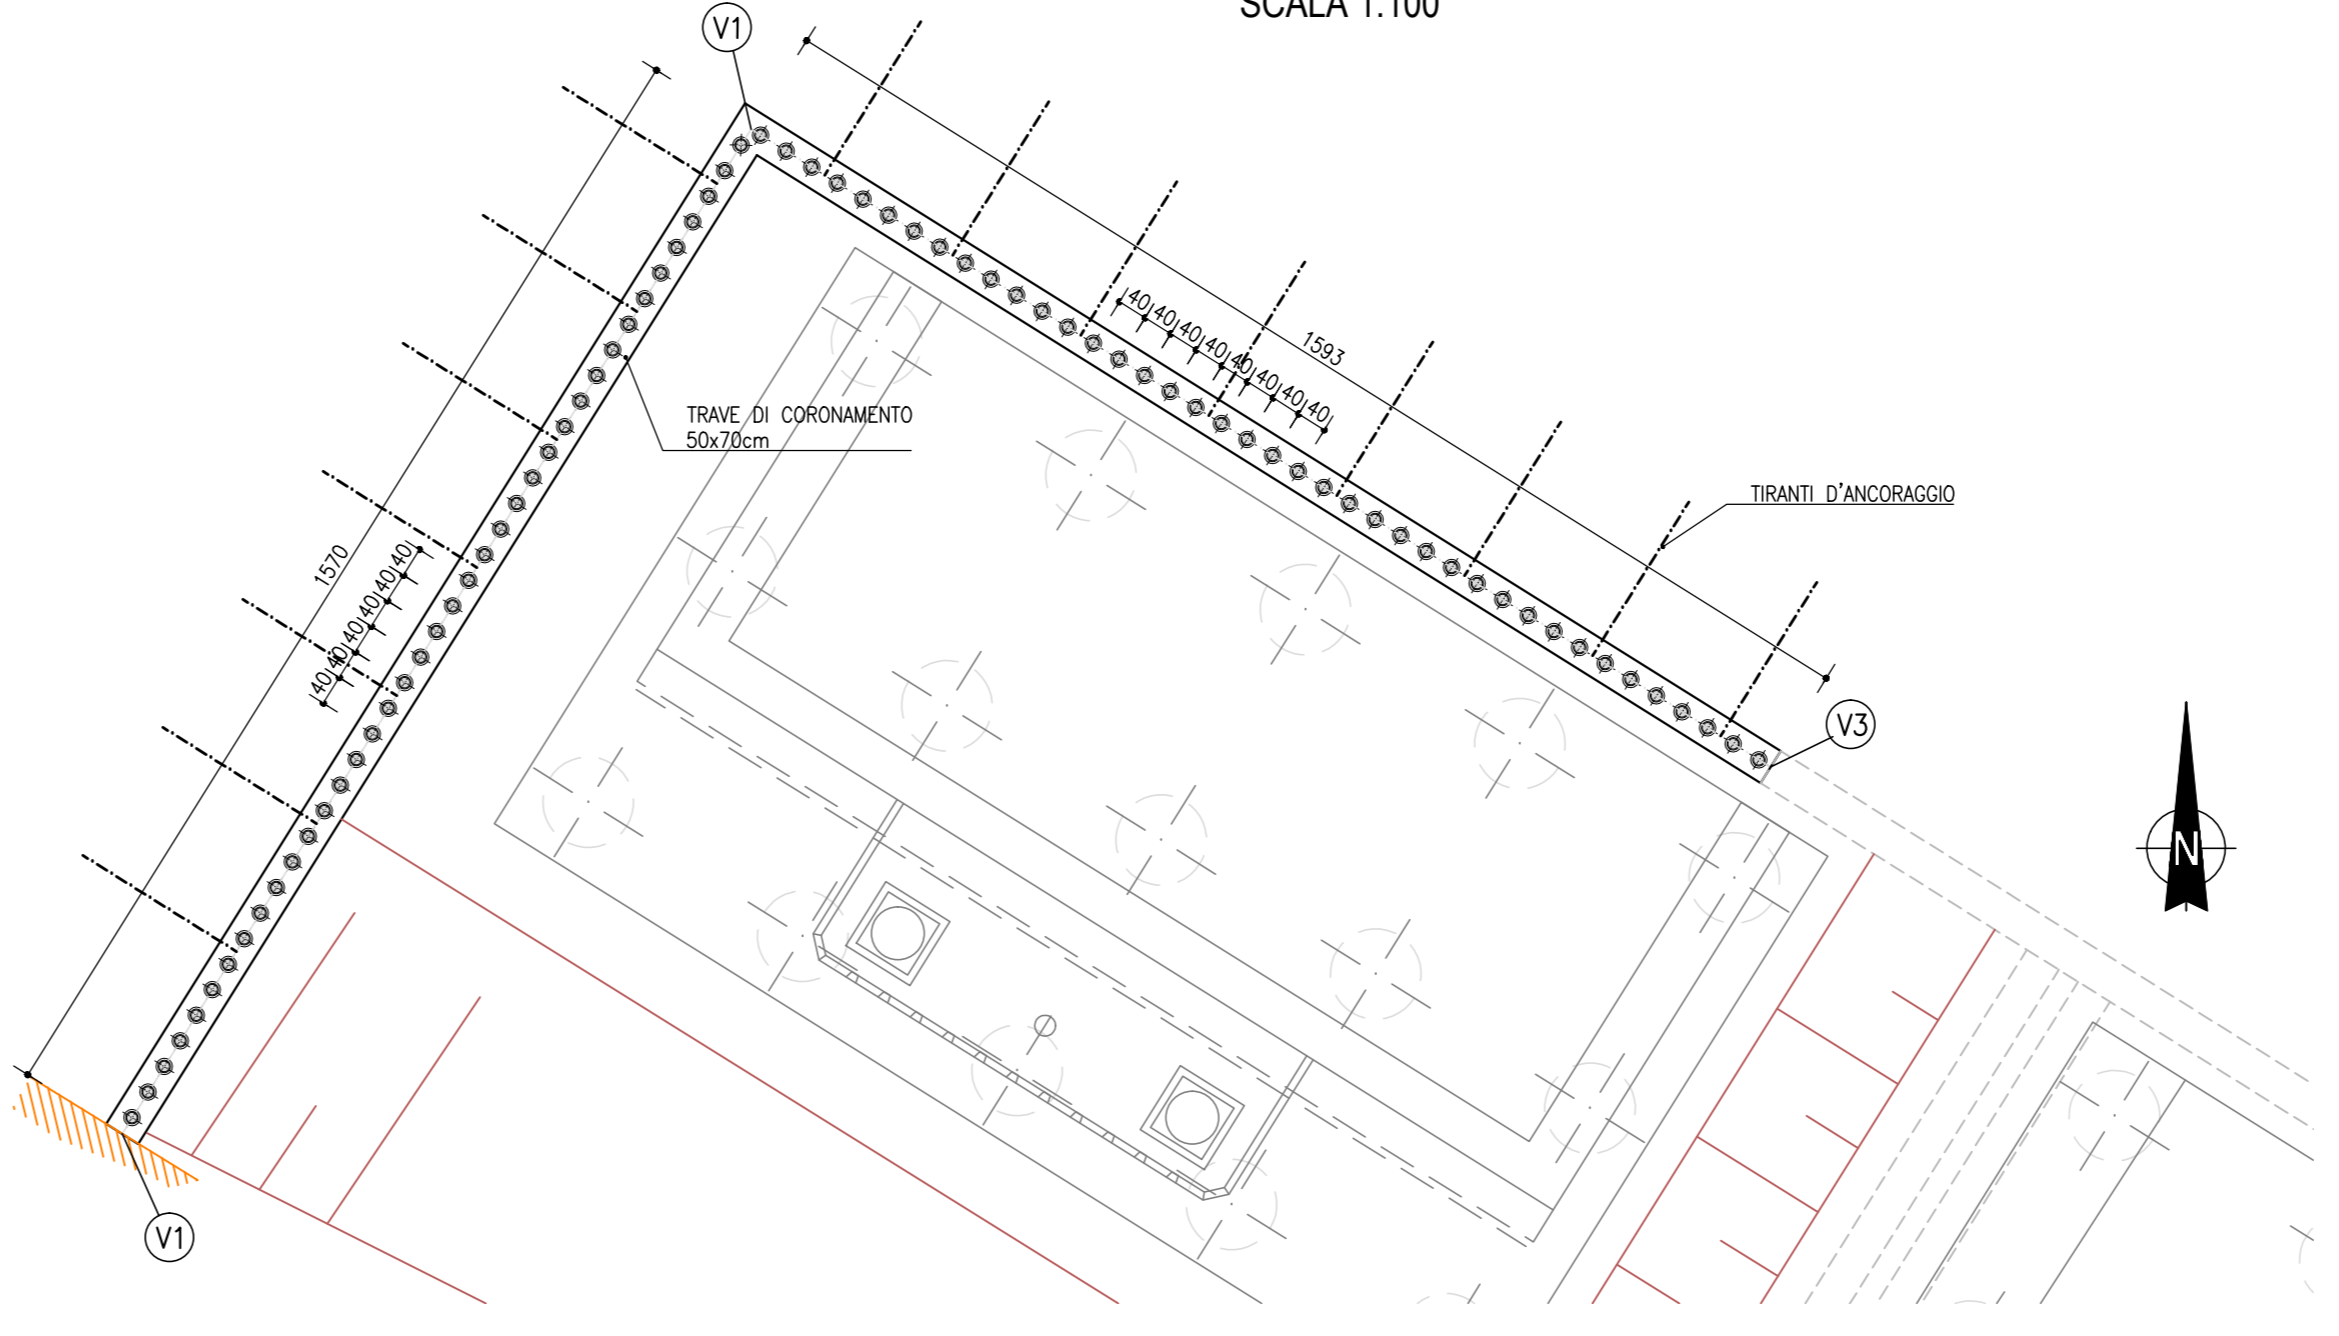 SCALA 1:100
V1
40 40 40 40 40 40 40 40
1593
TRAVE DI CORONAMENTO
50x70cm
TIRANTI D'ANCORAGGIO
1570
40 40 40 40 40 40
V3
N
V1